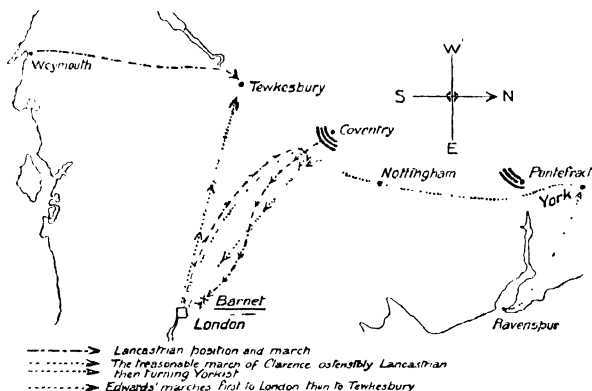 W
S N
E
Weymouth
Tewkesbury
Coventry
Nottingham
Pontefract
York
Barnet
London
Ravenspur
Lancastrian position and march
The treasonable march of Clarence ostensibly Lancastrian
then turning Yorkist
Edwards' marches first to London then to Tewkesbury